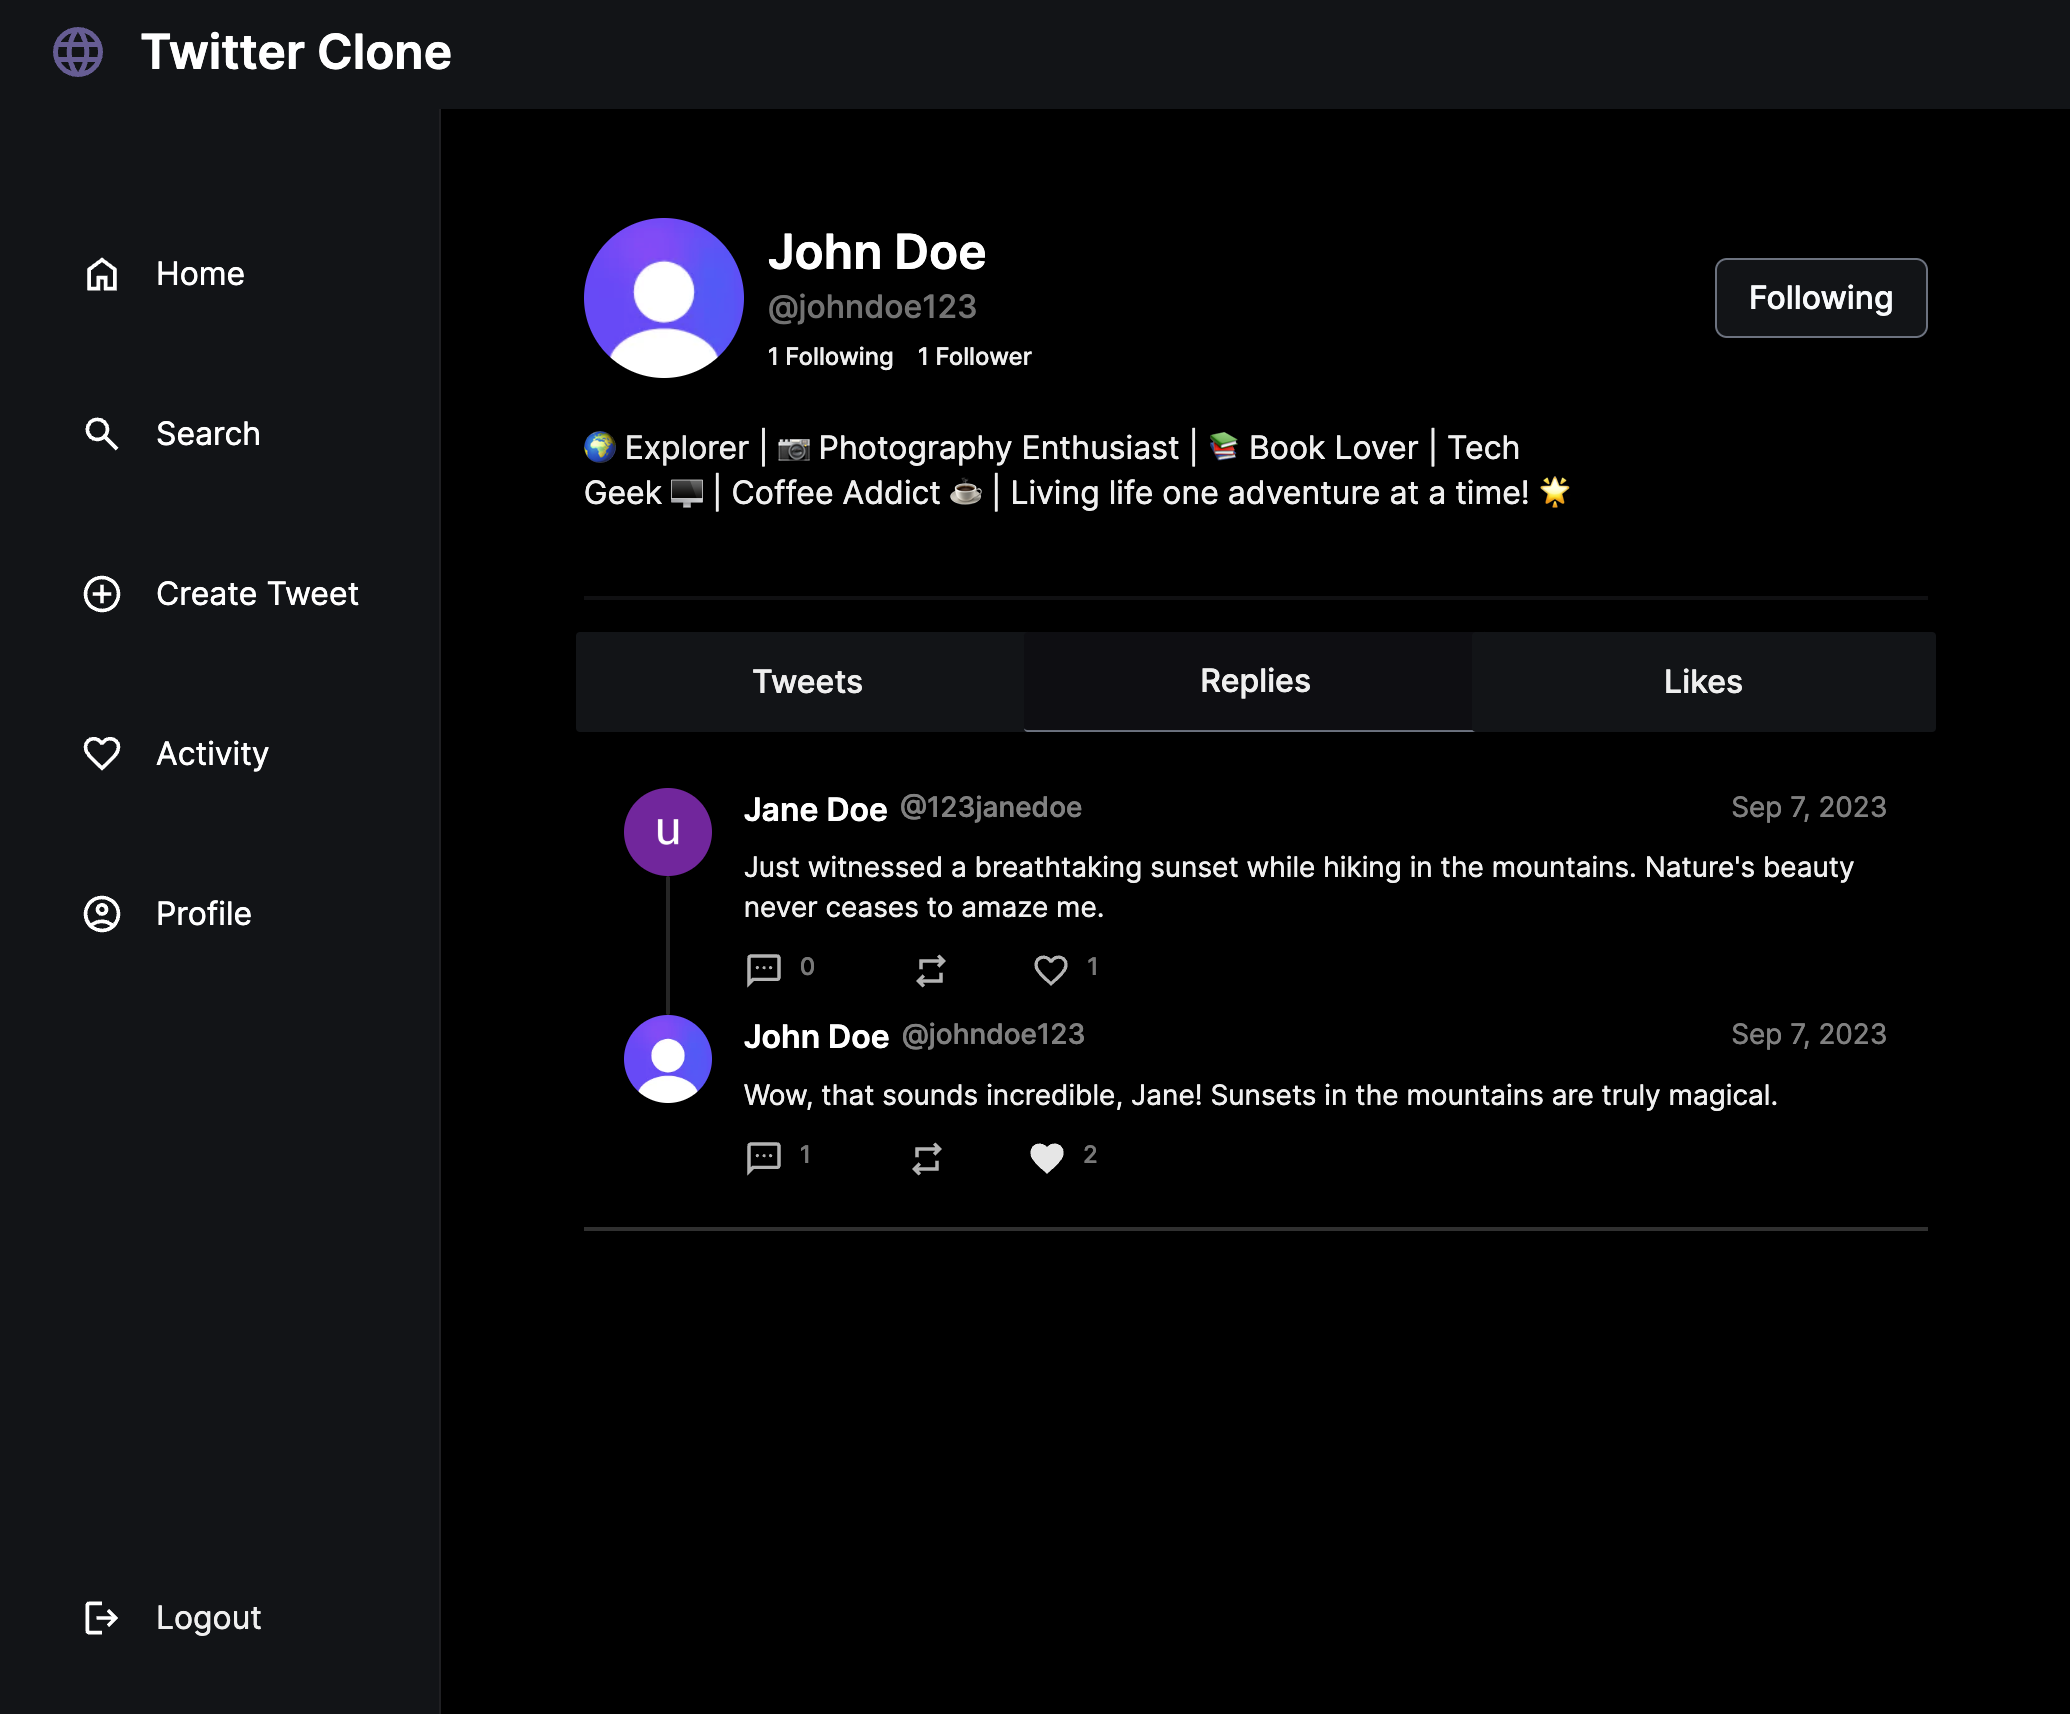 Twitter Clone
Home
Search
Create Tweet
Activity
Profile
Logout
John Doe
@johndoe123
1 Following 1 Follower
Following
🌍 Explorer | 📷 Photography Enthusiast | 📚 Book Lover | Tech
Geek 🖥️ | Coffee Addict ☕ | Living life one adventure at a time! 🌟
Tweets Replies Likes
u
Jane Doe @123janedoe Sep 7, 2023
Just witnessed a breathtaking sunset while hiking in the mountains. Nature's beauty
never ceases to amaze me.
0 1
John Doe @johndoe123 Sep 7, 2023
Wow, that sounds incredible, Jane! Sunsets in the mountains are truly magical.
1 2